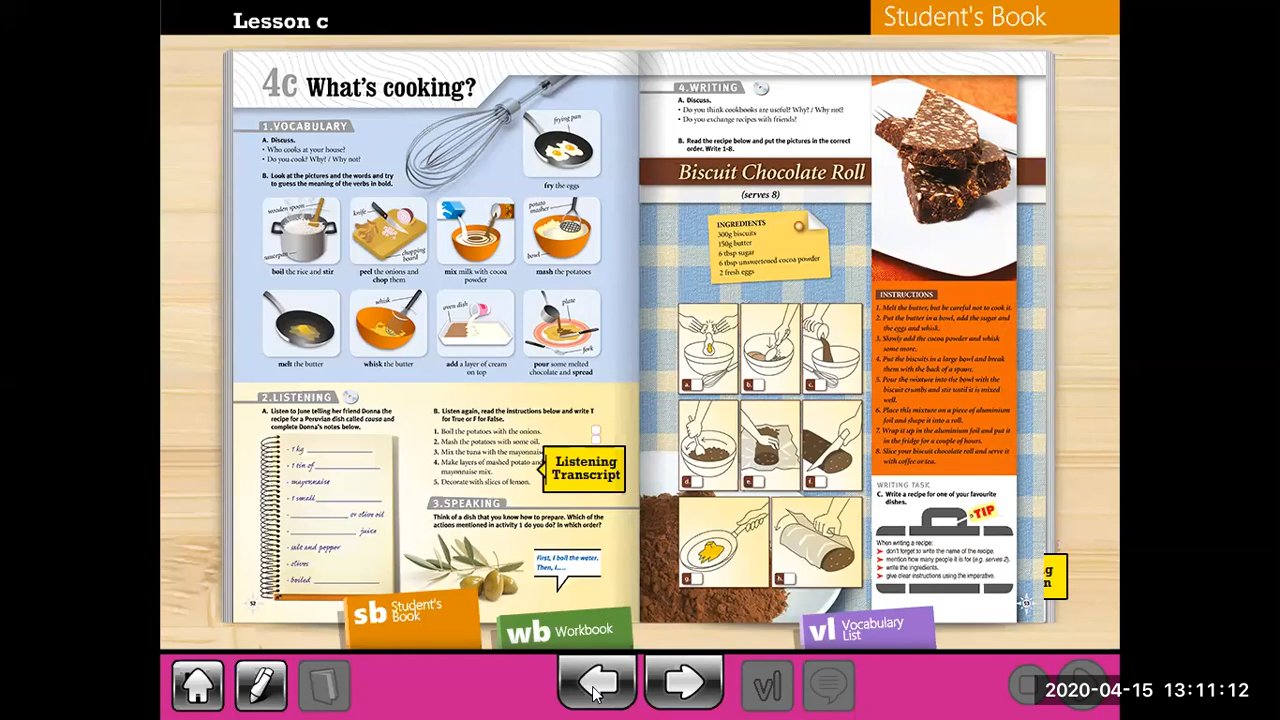 Lesson c
Student's Book
4c What's cooking?
1.VOCABULARY
A. Discuss.
• Who cooks at your house?
• Do you cook? Why? / Why not?
B. Look at the pictures and the words and try
to guess the meaning of the verbs in bold.
frying pan
fry the eggs
wooden spoon
saucepan
boil the rice and stir
knife
chopping
board
peel the onions and
chop them
mix milk with cocoa
powder
potato
masher
bowl
mash the potatoes
melt the butter
whisk
whisk the butter
oven dish
add a layer of cream
on top
plate
fork
pour some melted
chocolate and spread
2.LISTENING
A. Listen to June telling her friend Donna the
recipe for a Peruvian dish called causa and
complete Donna's notes below.
- 1 kg
- 1 tin of
- mayonnaise
- 1 small
or olive oil
juice
- salt and pepper
- olives
- boiled
B. Listen again, read the instructions below and write T
for True or F for False.
1. Boil the potatoes with the onions.
2. Mash the potatoes with some oil.
3. Mix the tuna with the mayonnaise
4. Make layers of mashed potato and
mayonnaise mix.
5. Decorate with slices of lemon.
Listening
Transcript
3.SPEAKING
Think of a dish that you know how to prepare. Which of the
actions mentioned in activity 1 do you do? In which order?
First, I boil the water.
Then, I....
52
4.WRITING
A. Discuss.
• Do you think cookbooks are useful? Why? / Why not?
• Do you exchange recipes with friends?
B. Read the recipe below and put the pictures in the correct
order. Write 1-8.
Biscuit Chocolate Roll
(serves 8)
INGREDIENTS
300g biscuits
150g butter
6 tbsp sugar
6 tbsp unsweetened cocoa powder
2 fresh eggs
a.
b.
c.
d.
e.
f.
g.
h.
INSTRUCTIONS
1. Melt the butter, but be careful not to cook it.
2. Put the butter in a bowl, add the sugar and
the eggs and whisk.
3. Slowly add the cocoa powder and whisk
some more.
4. Put the biscuits in a large bowl and break
them with the back of a spoon.
5. Pour the mixture into the bowl with the
biscuit crumbs and stir until it is mixed
well.
6. Place this mixture on a piece of aluminium
foil and shape it into a roll.
7. Wrap it up in the aluminium foil and put it
in the fridge for a couple of hours.
8. Slice your biscuit chocolate roll and serve it
with coffee or tea.
WRITING TASK
C. Write a recipe for one of your favourite
dishes.
TIP
When writing a recipe:
➤ don't forget to write the name of the recipe.
➤ mention how many people it is for (e.g. serves 2).
➤ write the ingredients.
➤ give clear instructions using the imperative.
53
sb Student's
Book
wb Workbook
vl Vocabulary
List
vl
2020-04-15 13:11:12